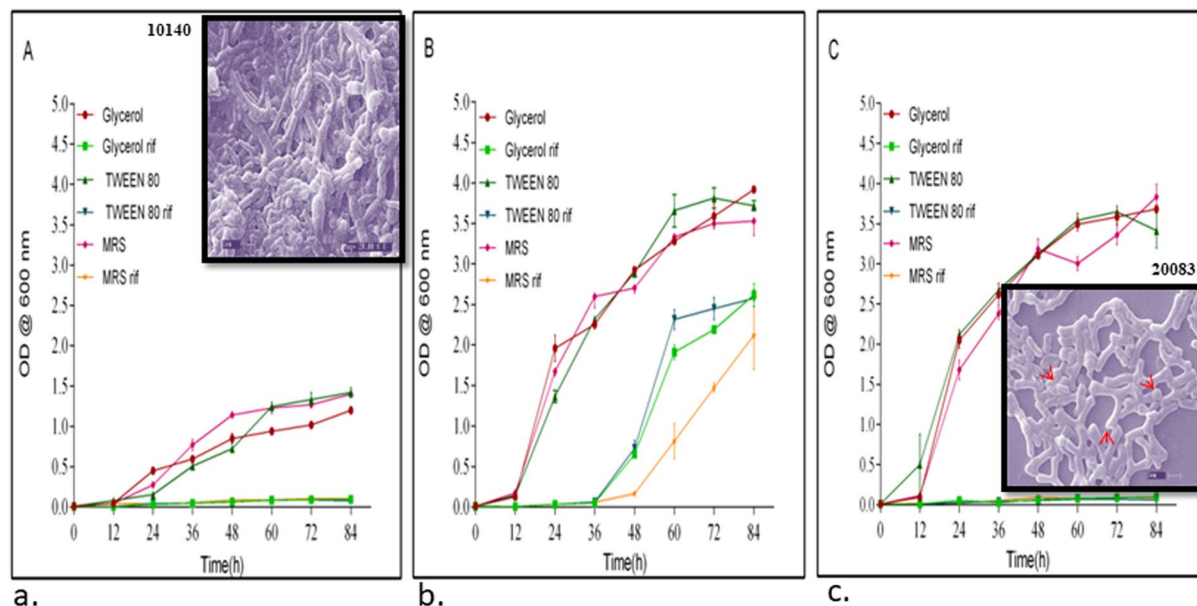 10140
A
5.0
4.5
4.0
3.5
3.0
2.5
2.0
1.5
1.0
0.5
0.0
OD @ 600 nm
Glycerol
Glycerol rif
TWEEN 80
TWEEN 80 rif
MRS
MRS rif
0 12 24 36 48 60 72 84
Time(h)
a.
B
5.0
4.5
4.0
3.5
3.0
2.5
2.0
1.5
1.0
0.5
0.0
OD @ 600 nm
Glycerol
Glycerol rif
TWEEN 80
TWEEN 80 rif
MRS
MRS rif
0 12 24 36 48 60 72 84
Time(h)
b.
C
5.0
4.5
4.0
3.5
3.0
2.5
2.0
1.5
1.0
0.5
0.0
OD @ 600 nm
Glycerol
Glycerol rif
TWEEN 80
TWEEN 80 rif
MRS
MRS rif
20083
0 12 24 36 48 60 72 84
Time(h)
c.